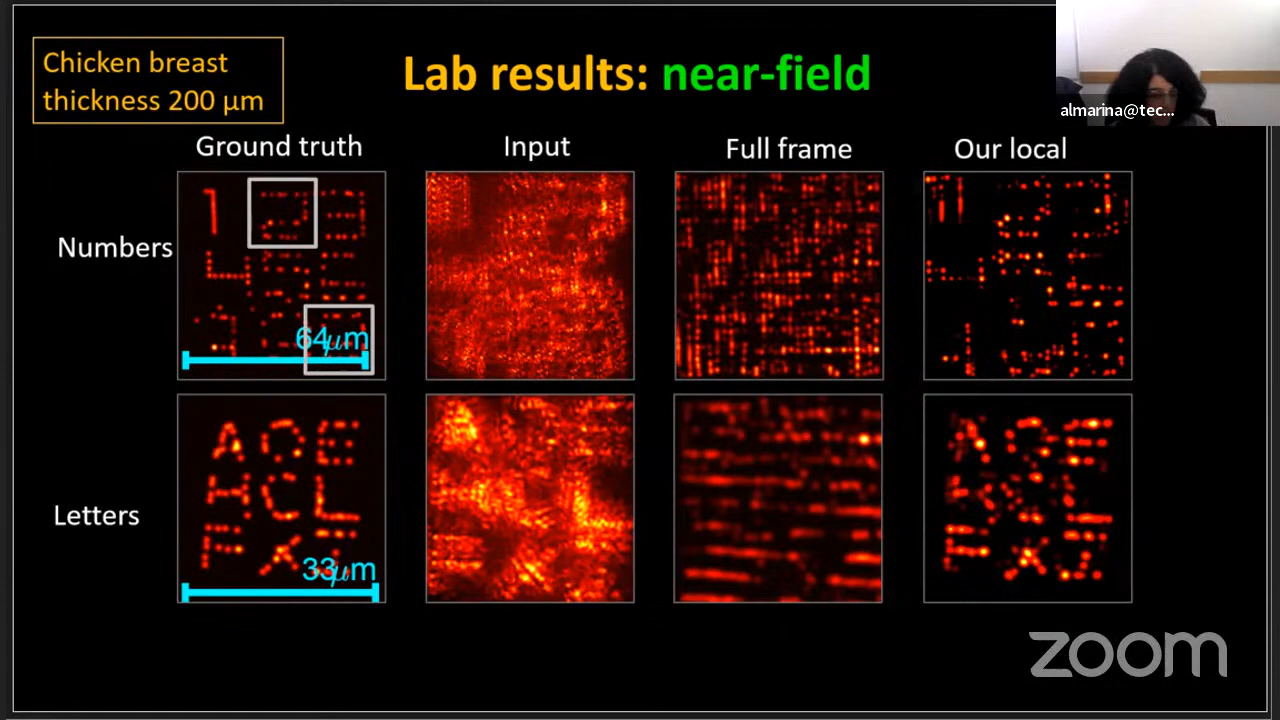 Chicken breast
thickness 200 μm
Lab results: near-field
almarina@tec...
Ground truth
Input
Full frame
Our local
Numbers
64μm
Letters
A C E
H C L
F X J
33μm
zoom